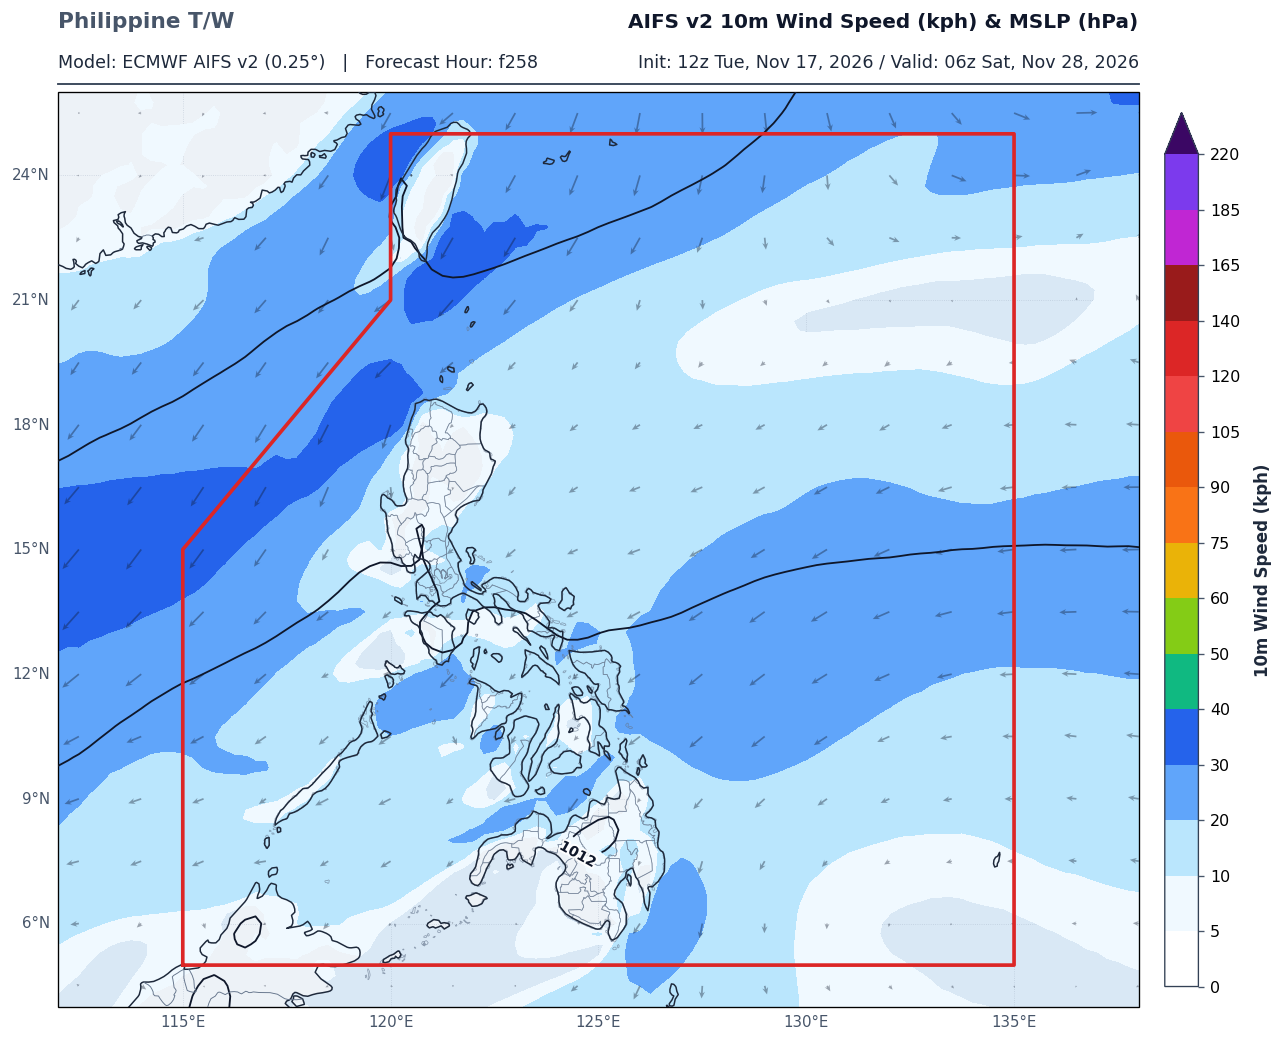 Philippine T/W
AIFS v2 10m Wind Speed (kph) & MSLP (hPa)
Model: ECMWF AIFS v2 (0.25°) | Forecast Hour: f258
Init: 12z Tue, Nov 17, 2026 / Valid: 06z Sat, Nov 28, 2026
24°N
21°N
18°N
15°N
12°N
9°N
6°N
115°E
120°E
125°E
130°E
135°E
1012
220
185
165
140
120
105
90
75
60
50
40
30
20
10
5
0
10m Wind Speed (kph)